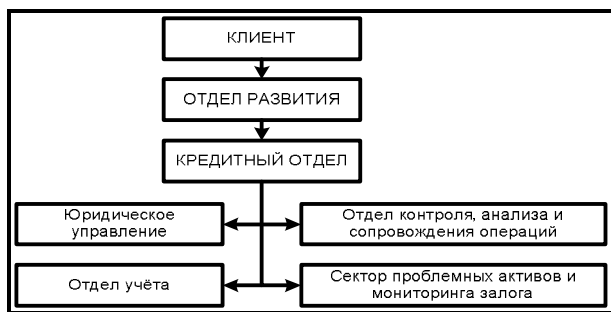 КЛИЕНТ
ОТДЕЛ РАЗВИТИЯ
КРЕДИТНЫЙ ОТДЕЛ
Юридическое
управление
Отдел контроля, анализа и
сопровождения операций
Отдел учёта
Сектор проблемных активов и
мониторинга залога